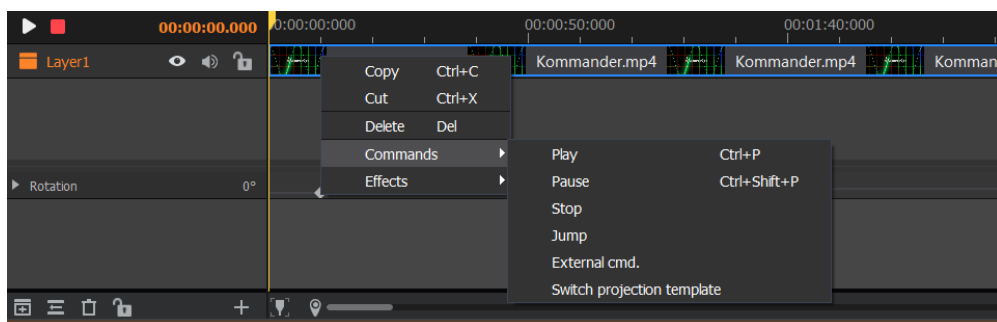 00:00:00.000 0:00:00:000 00:00:50:000 00:01:40:000
Layer1 Kommander.mp4 Kommander.mp4 Komman
Copy Ctrl+C
Cut Ctrl+X
Delete Del
Commands
Effects
Play Ctrl+P
Pause Ctrl+Shift+P
Stop
Jump
External cmd.
Switch projection template
Rotation 0°